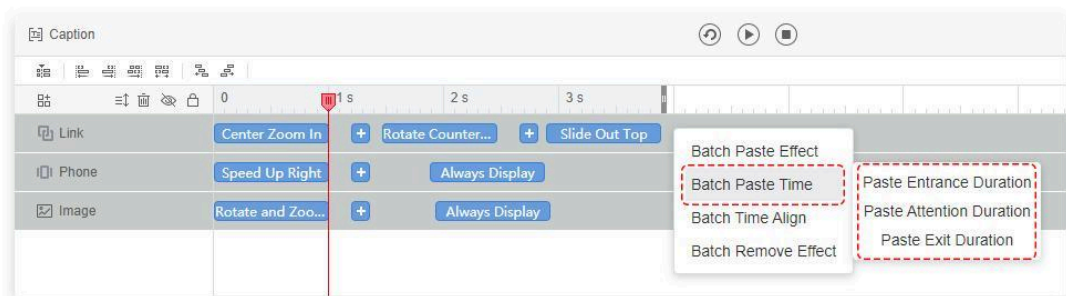 Caption
0 1 s 2 s 3 s
Link Center Zoom In Rotate Counter... Slide Out Top
Phone Speed Up Right Always Display
Image Rotate and Zoo... Always Display
Batch Paste Effect
Batch Paste Time
Batch Time Align
Batch Remove Effect
Paste Entrance Duration
Paste Attention Duration
Paste Exit Duration